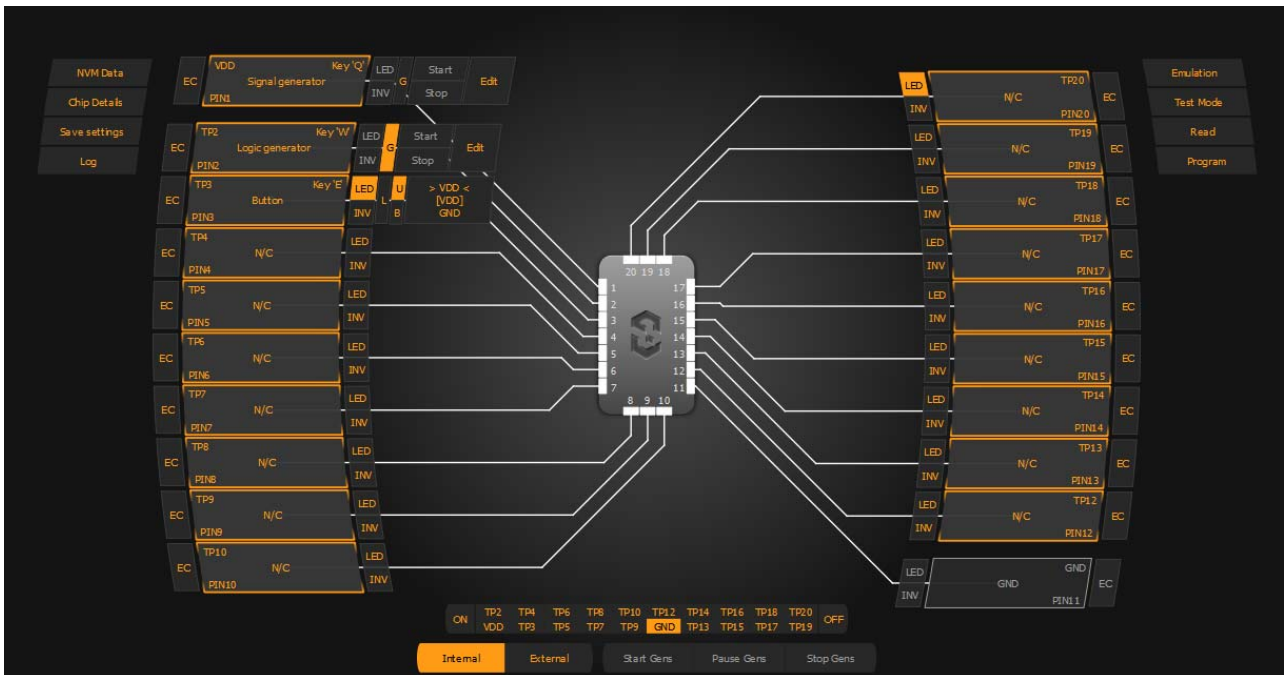 NVM Data
Chip Details
Save settings
Log
EC VDD Key 'Q' LED Start
Signal generator G Edit
PIN1 INV Stop
EC TP2 Key 'W' LED Start
Logic generator G Edit
PIN2 INV Stop
EC TP3 Key 'E' LED U > VDD <
Button L [VDD]
PIN3 INV B GND
EC TP4 LED
N/C
PIN4 INV
EC TP5 LED
N/C
PIN5 INV
EC TP6 LED
N/C
PIN6 INV
EC TP7 LED
N/C
PIN7 INV
EC TP8 LED
N/C
PIN8 INV
EC TP9 LED
N/C
PIN9 INV
EC TP10 LED
N/C
PIN10 INV
20 19 18
1 17
2 16
3 15
4 14
5 13
6 12
7 11
8 9 10
LED TP20 EC
N/C
INV PIN20
LED TP19 EC
N/C
INV PIN19
LED TP18 EC
N/C
INV PIN18
LED TP17 EC
N/C
INV PIN17
LED TP16 EC
N/C
INV PIN16
LED TP15 EC
N/C
INV PIN15
LED TP14 EC
N/C
INV PIN14
LED TP13 EC
N/C
INV PIN13
LED TP12 EC
N/C
INV PIN12
LED GND EC
GND
INV PIN11
Emulation
Test Mode
Read
Program
ON TP2 TP4 TP6 TP8 TP10 TP12 TP14 TP16 TP18 TP20 OFF
VDD TP3 TP5 TP7 TP9 GND TP13 TP15 TP17 TP19
Internal External Start Gens Pause Gens Stop Gens